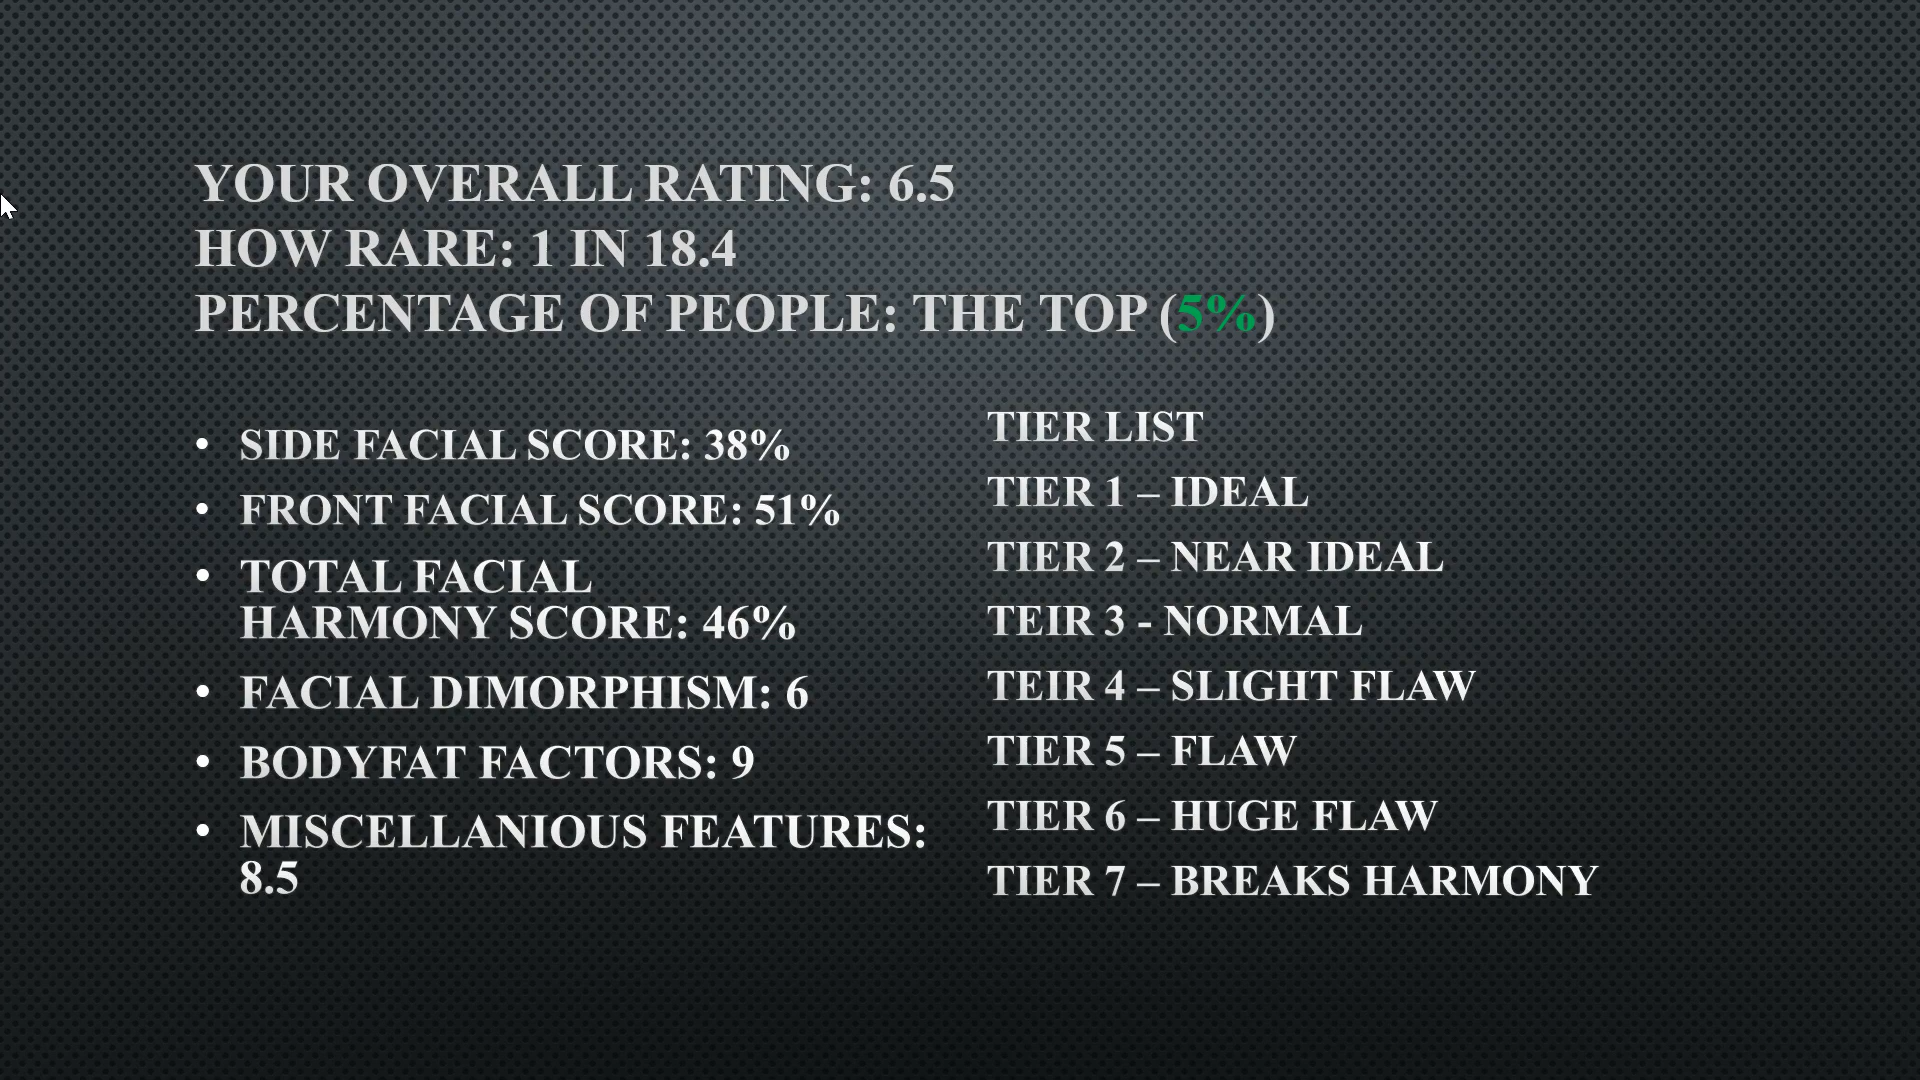 YOUR OVERALL RATING: 6.5
HOW RARE: 1 IN 18.4
PERCENTAGE OF PEOPLE: THE TOP (5%)
• SIDE FACIAL SCORE: 38%
• FRONT FACIAL SCORE: 51%
• TOTAL FACIAL
HARMONY SCORE: 46%
• FACIAL DIMORPHISM: 6
• BODYFAT FACTORS: 9
• MISCELLANIOUS FEATURES:
8.5
TIER LIST
TIER 1 – IDEAL
TIER 2 – NEAR IDEAL
TEIR 3 - NORMAL
TEIR 4 – SLIGHT FLAW
TIER 5 – FLAW
TIER 6 – HUGE FLAW
TIER 7 – BREAKS HARMONY